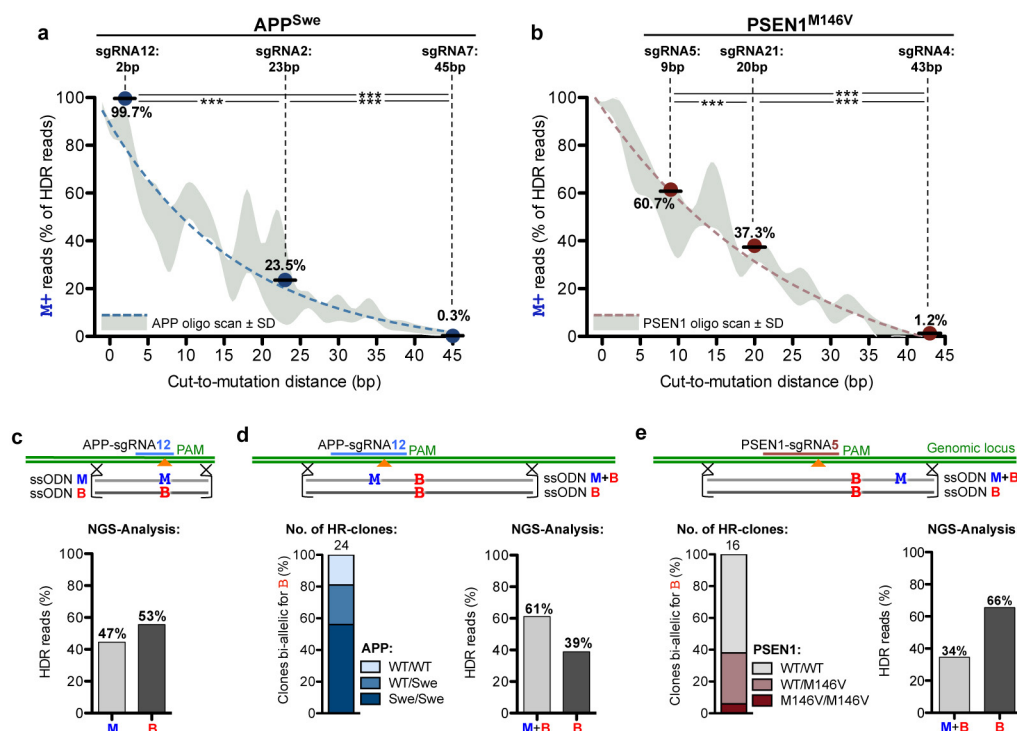 a
APP^Swe
sgRNA12: 2bp
sgRNA2: 23bp
sgRNA7: 45bp
***
***
***
M+ reads (% of HDR reads)
100
80
60
40
20
0
99.7%
23.5%
0.3%
APP oligo scan ± SD
0 5 10 15 20 25 30 35 40 45
Cut-to-mutation distance (bp)
b
PSEN1^M146V
sgRNA5: 9bp
sgRNA21: 20bp
sgRNA4: 43bp
***
***
***
M+ reads (% of HDR reads)
100
80
60
40
20
0
60.7%
37.3%
1.2%
PSEN1 oligo scan ± SD
0 5 10 15 20 25 30 35 40 45
Cut-to-mutation distance (bp)
c
APP-sgRNA12 PAM
ssODN M M
ssODN B B
NGS-Analysis:
HDR reads (%)
100
80
60
40
20
0
47%
53%
M B
d
APP-sgRNA12 PAM
M B ssODN M+B
B ssODN B
No. of HR-clones:
24
Clones bi-allelic for B (%)
100
80
60
40
20
0
APP:
WT/WT
WT/Swe
Swe/Swe
NGS-Analysis:
HDR reads (%)
100
80
60
40
20
0
61%
39%
M+B B
e
PSEN1-sgRNA5 PAM Genomic locus
B M ssODN M+B
B ssODN B
No. of HR-clones:
16
Clones bi-allelic for B (%)
100
80
60
40
20
0
PSEN1:
WT/WT
WT/M146V
M146V/M146V
NGS-Analysis:
HDR reads (%)
100
80
60
40
20
0
34%
66%
M+B B